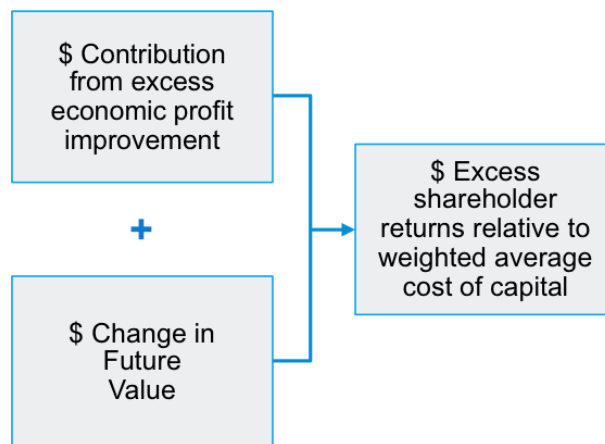 $ Contribution
from excess
economic profit
improvement
+
$ Change in
Future
Value
$ Excess
shareholder
returns relative to
weighted average
cost of capital